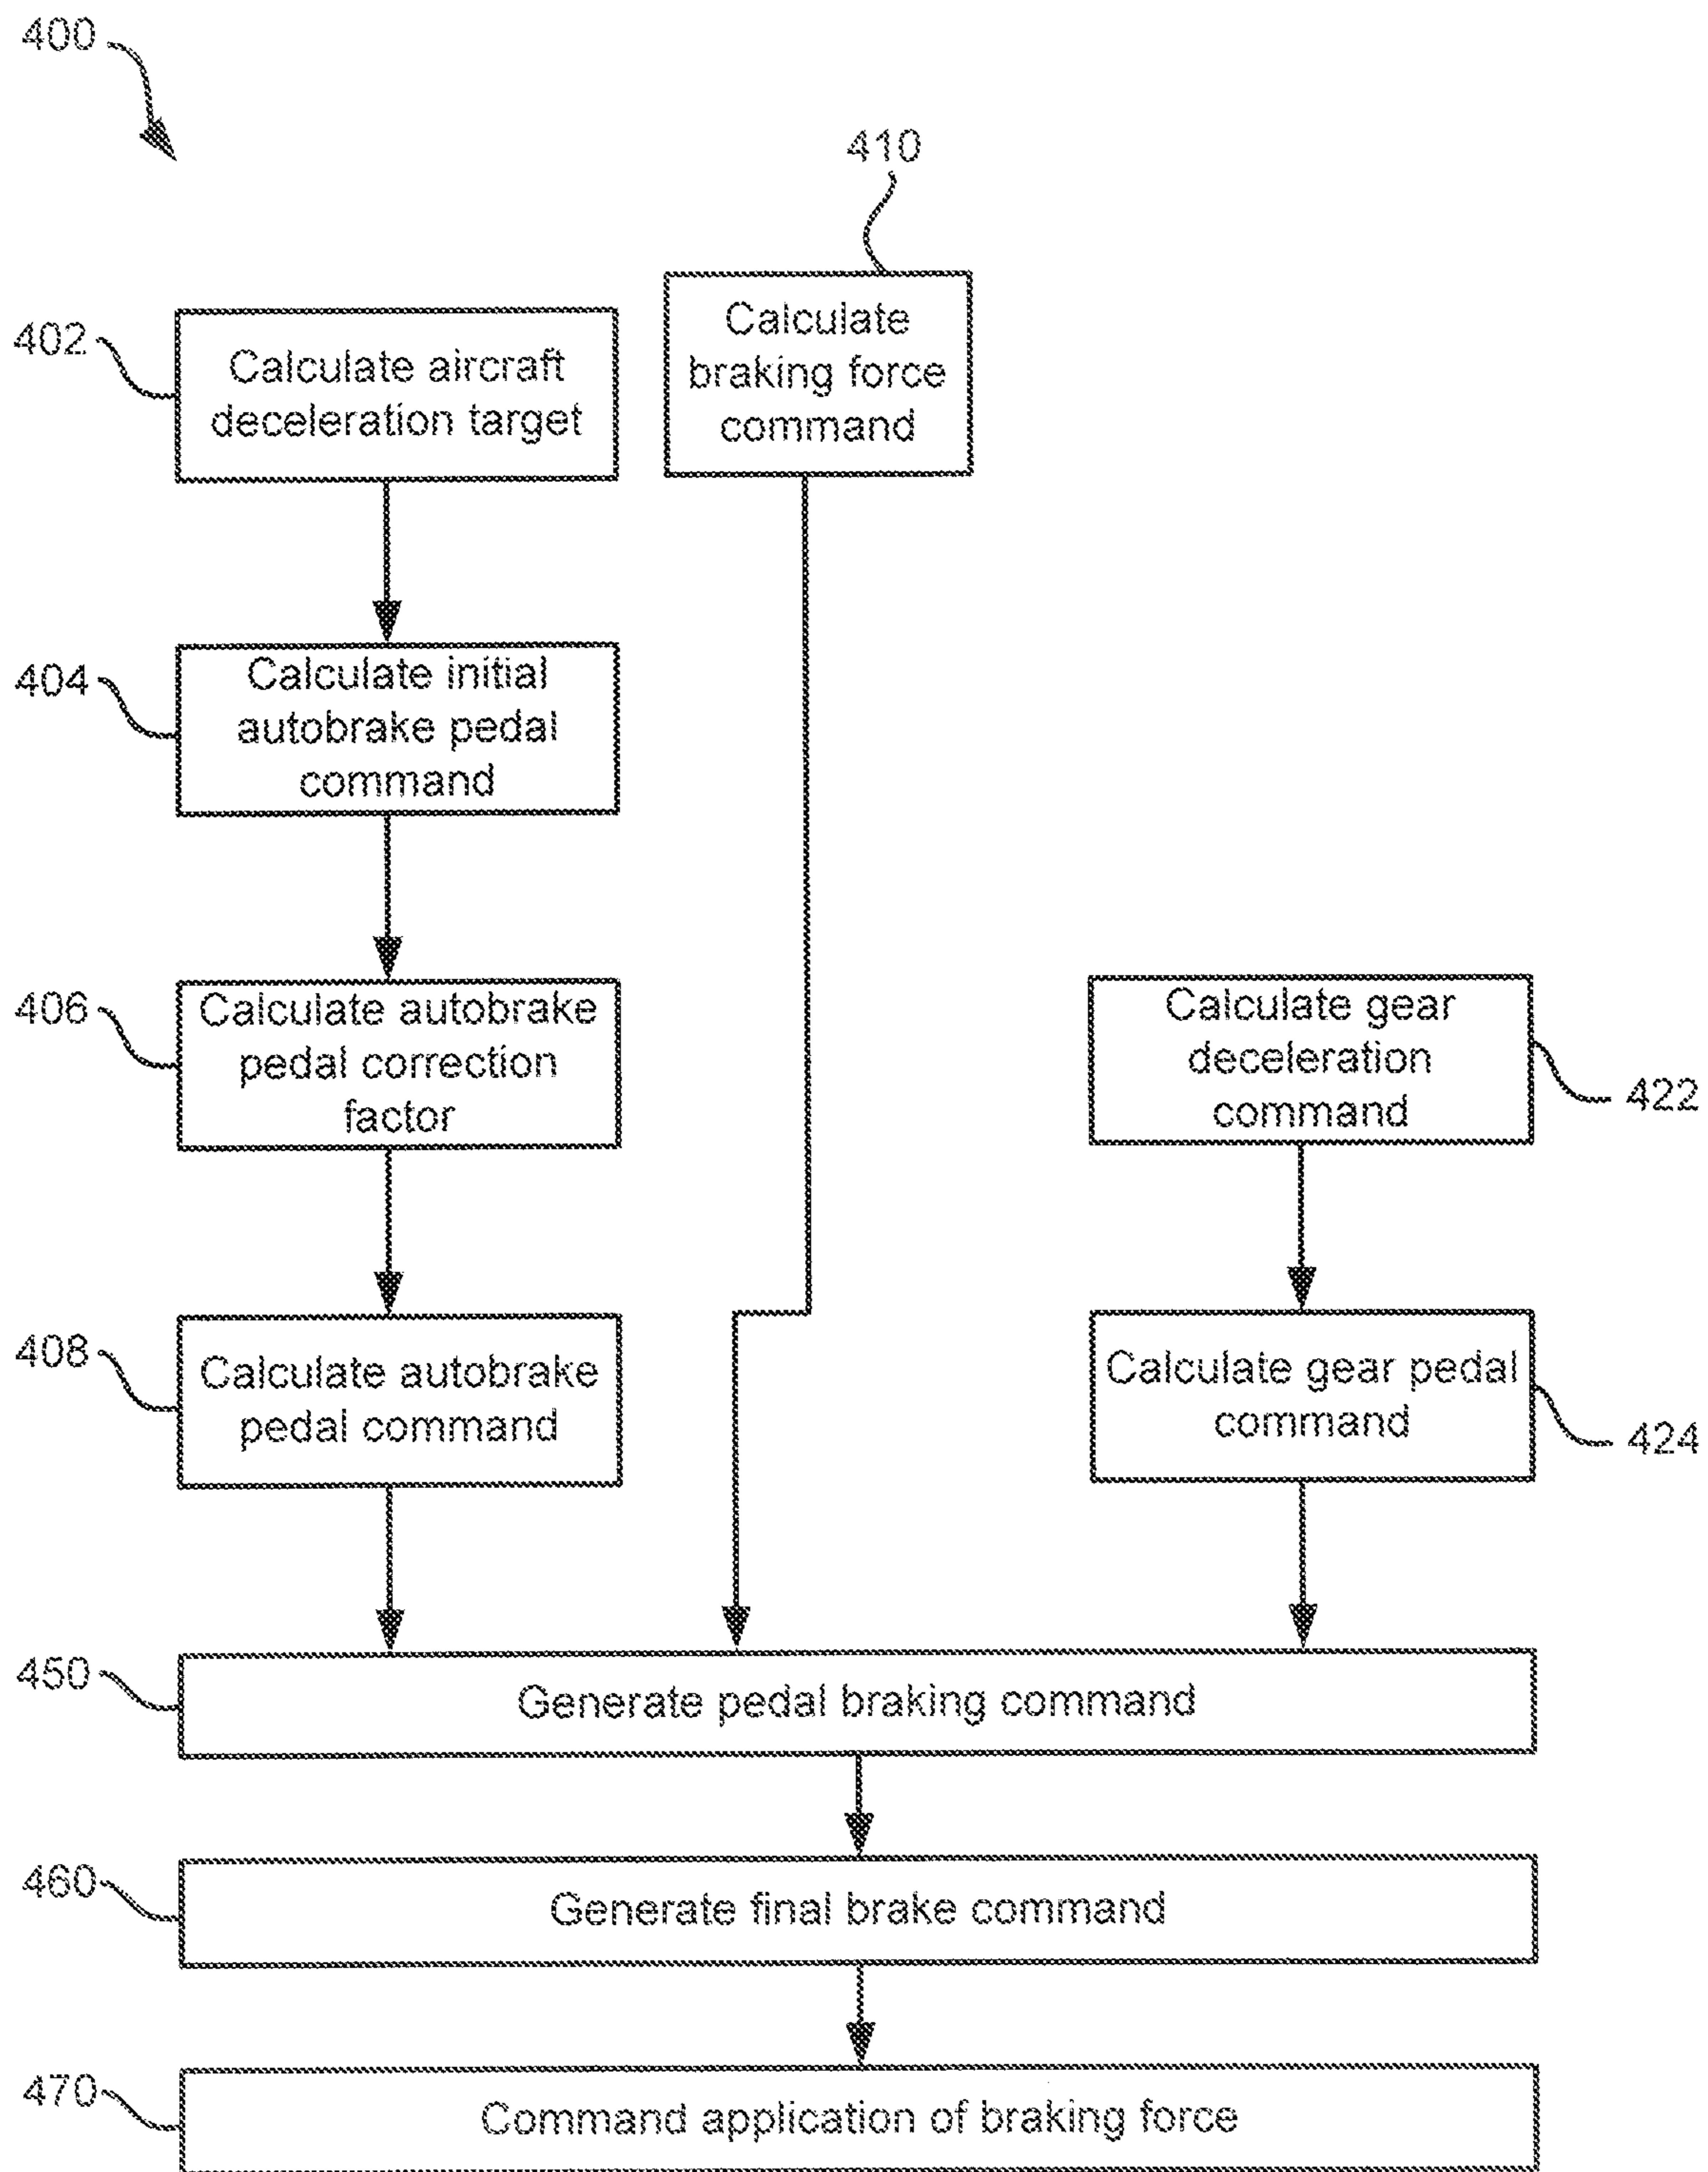 400
410
402
Calculate aircraft
deceleration target
Calculate
braking force
command
404
Calculate initial
autobrake pedal
command
406
Calculate autobrake
pedal correction
factor
Calculate gear
deceleration
command
422
408
Calculate autobrake
pedal command
Calculate gear pedal
command
424
450
Generate pedal braking command
460
Generate final brake command
470
Command application of braking force